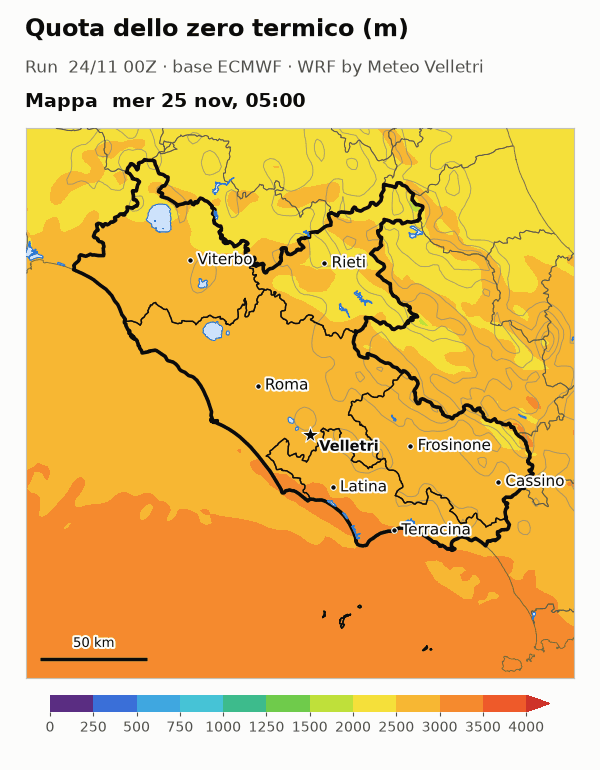 Quota dello zero termico (m)
Run  24/11 00Z · base ECMWF · WRF by Meteo Velletri
Mappa  mer 25 nov, 05:00
Viterbo
Rieti
Roma
Velletri
Frosinone
Latina
Cassino
Terracina
50 km
0 250 500 750 1000 1250 1500 2000 2500 3000 3500 4000